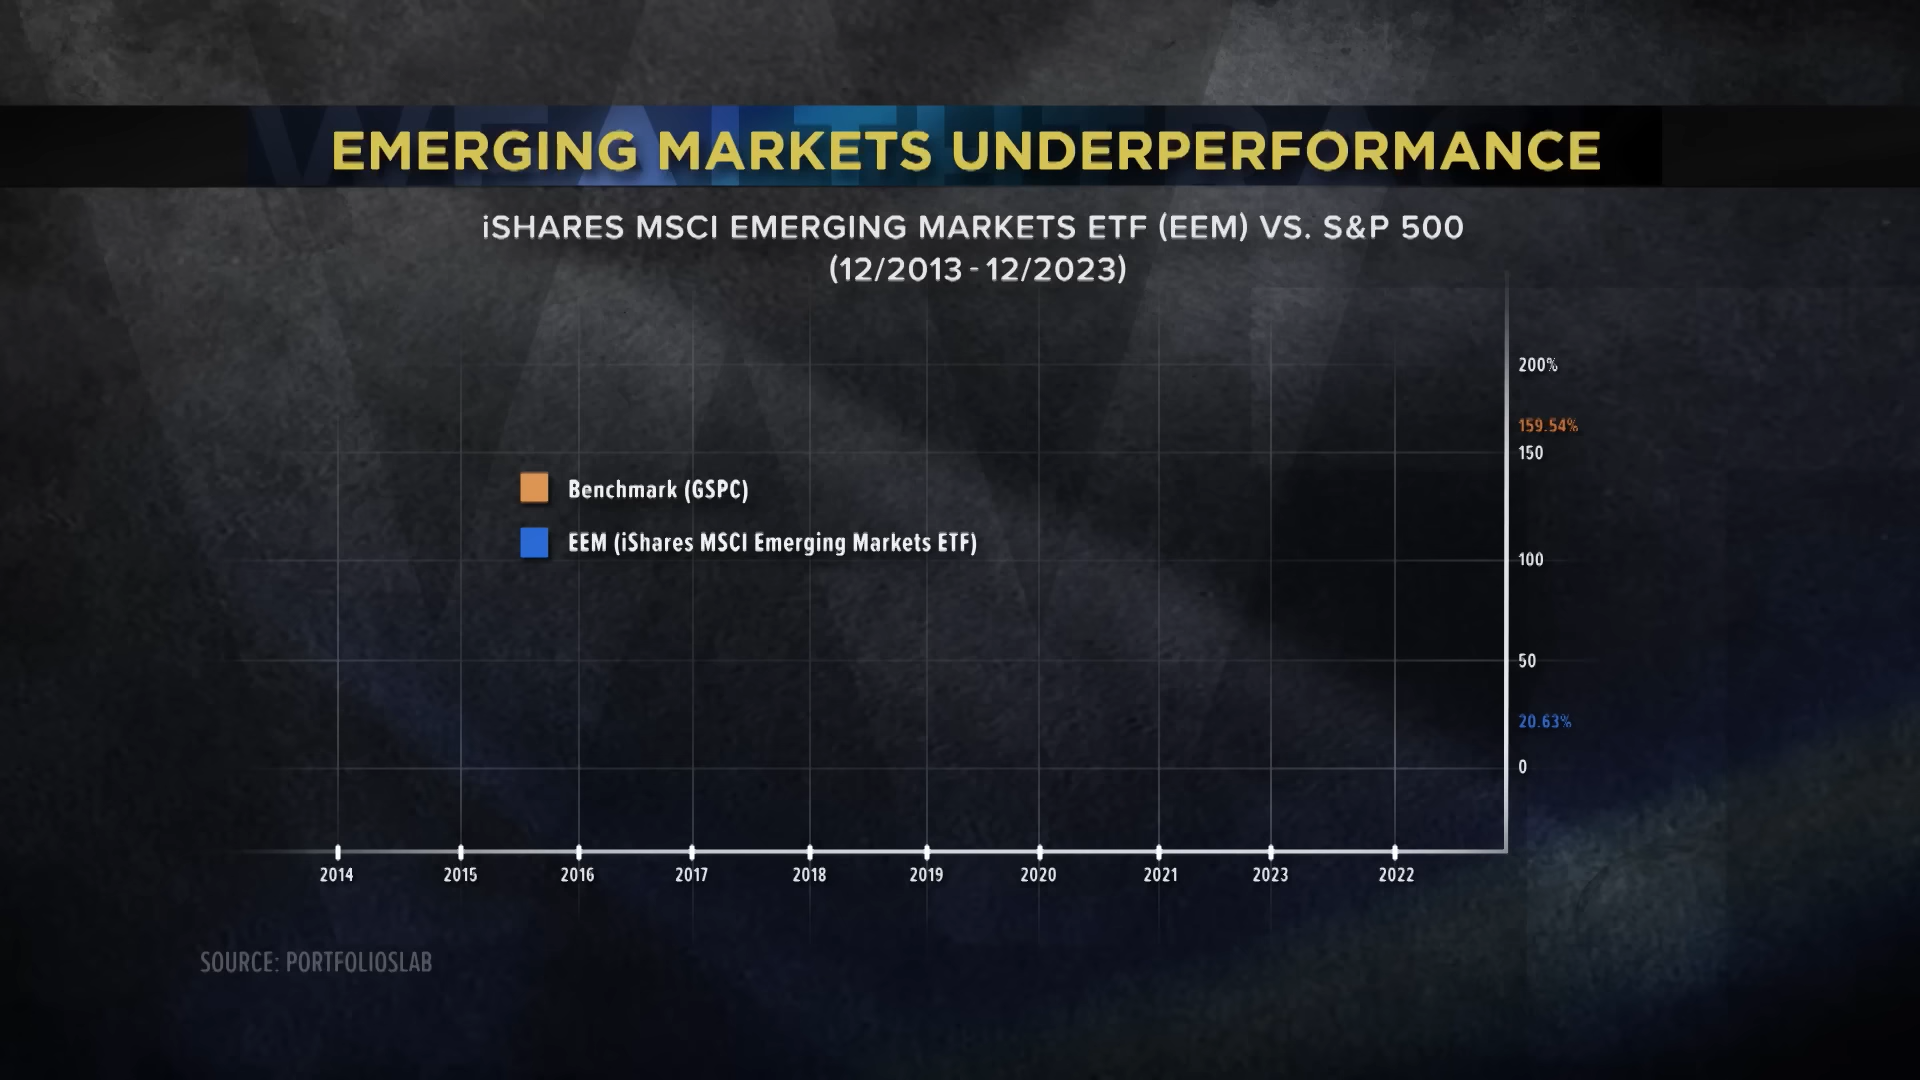 EMERGING MARKETS UNDERPERFORMANCE
iSHARES MSCI EMERGING MARKETS ETF (EEM) VS. S&P 500
(12/2013 - 12/2023)
200%
159.54%
150
Benchmark (GSPC)
EEM (iShares MSCI Emerging Markets ETF)
100
50
20.63%
0
2014 2015 2016 2017 2018 2019 2020 2021 2023 2022
SOURCE: PORTFOLIOSLAB